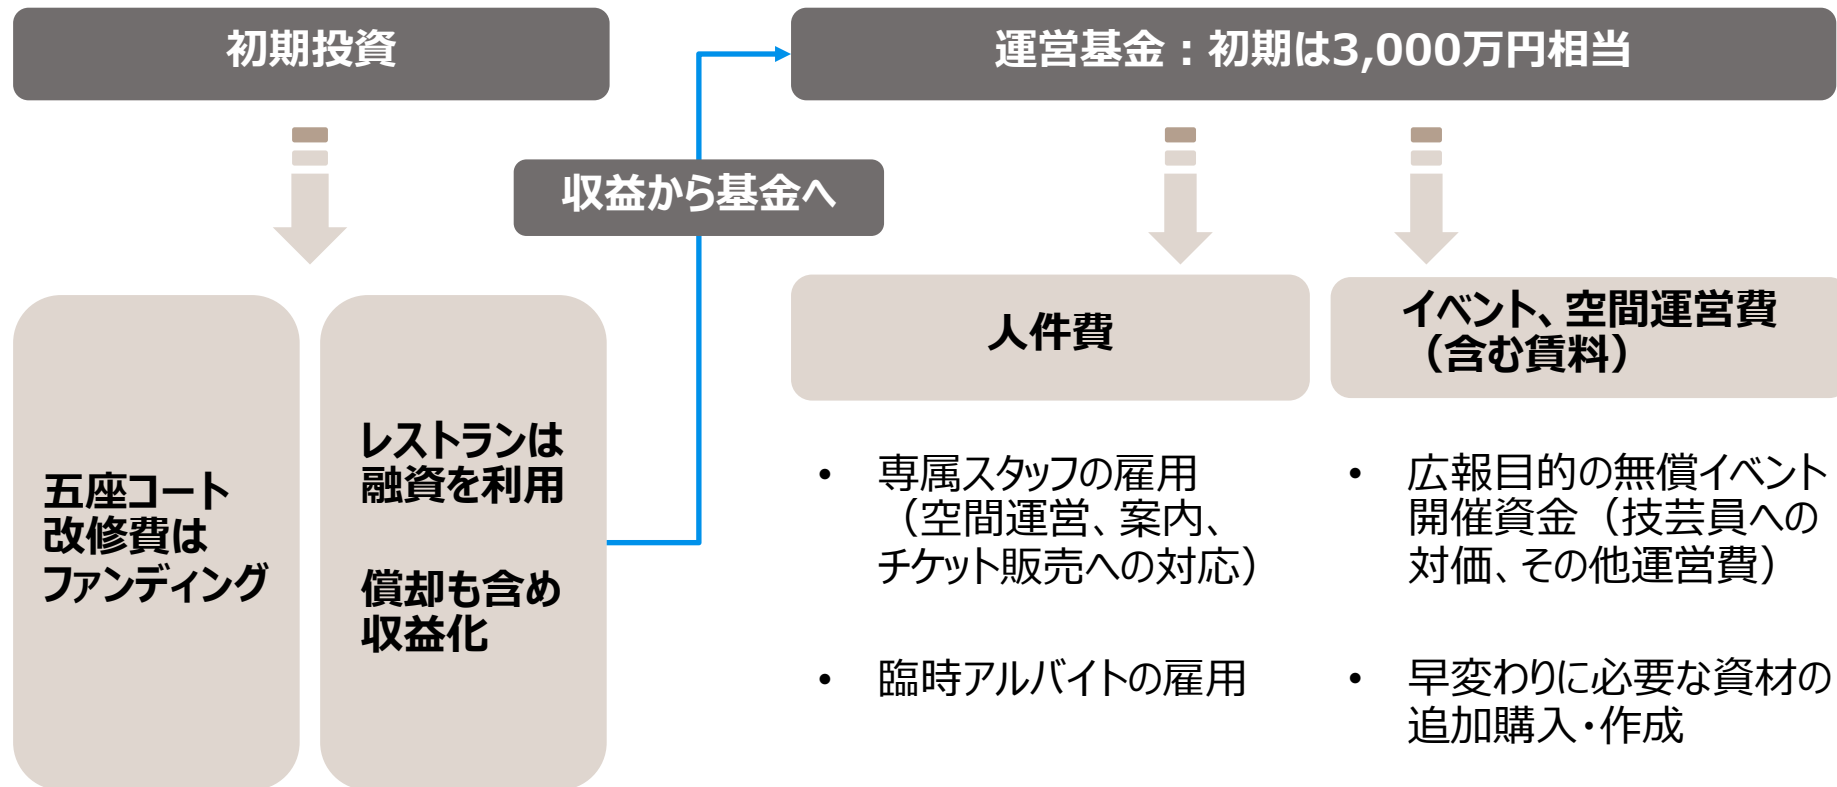 初期投資
運営基金：初期は3,000万円相当
収益から基金へ
五座コート
改修費は
ファンディング
レストランは
融資を利用
償却も含め
収益化
人件費
• 専属スタッフの雇用
（空間運営、案内、
チケット販売への対応）
• 臨時アルバイトの雇用
イベント、空間運営費
（含む賃料）
• 広報目的の無償イベント
開催資金（技芸員への
対価、その他運営費）
• 早変わりに必要な資材の
追加購入・作成